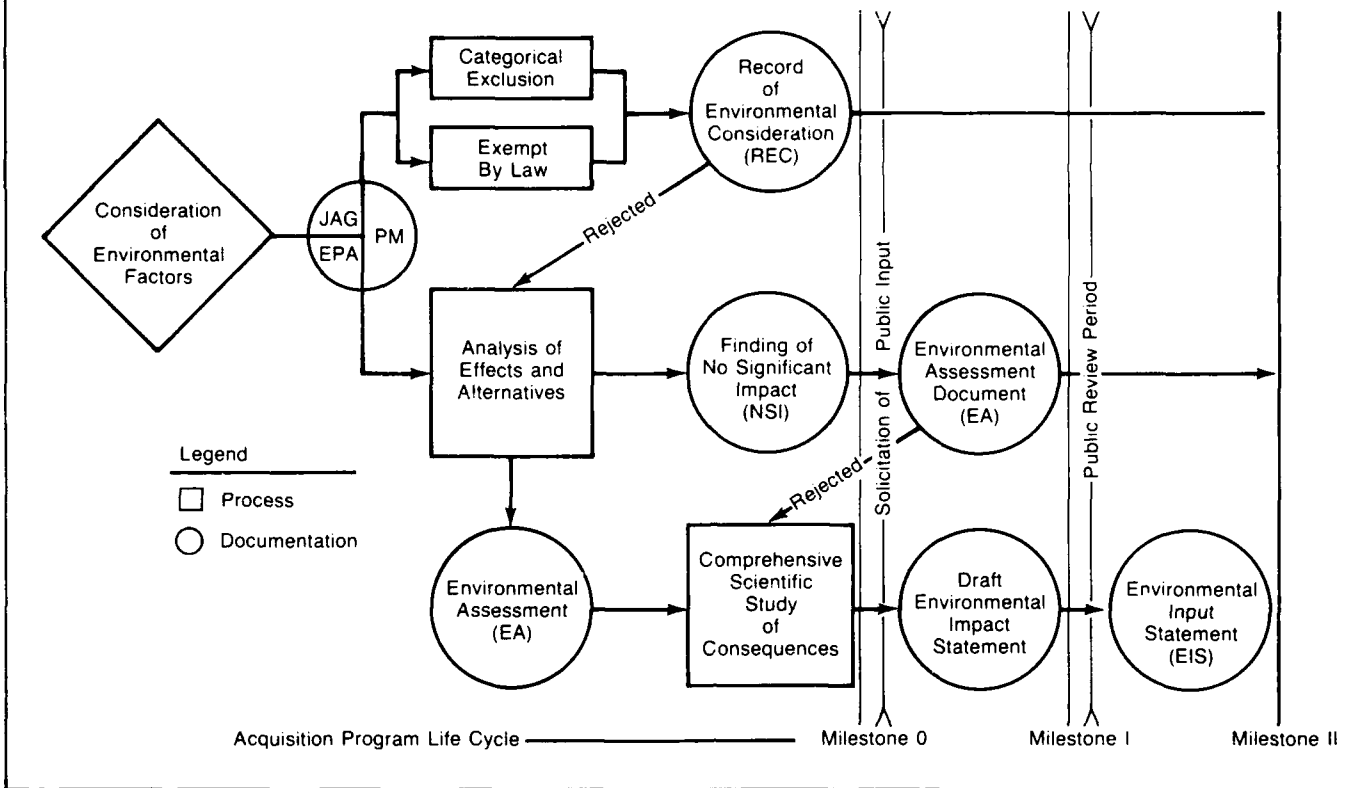 Categorical
Exclusion
Exempt
By Law
Record
of
Environmental
Consideration
(REC)
Consideration
of
Environmental
Factors
JAG
EPA
PM
Rejected
Analysis of
Effects and
Alternatives
Finding of
No Significant
Impact
(NSI)
Solicitation of Public Input
Environmental
Assessment
Document
(EA)
Public Review Period
Legend
Process
Documentation
Rejected
Environmental
Assessment
(EA)
Comprehensive
Scientific
Study
of
Consequences
Draft
Environmental
Impact
Statement
Environmental
Input
Statement
(EIS)
Acquisition Program Life Cycle
Milestone 0
Milestone I
Milestone II